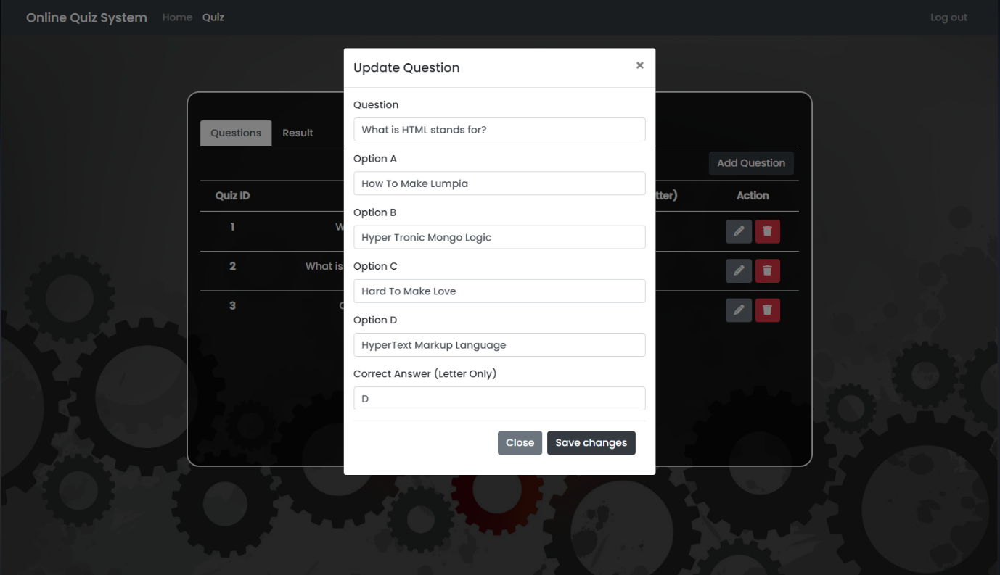 Online Quiz System Home Quiz Log out
Update Question ×
Question
What is HTML stands for?
Option A
How To Make Lumpia
Option B
Hyper Tronic Mongo Logic
Option C
Hard To Make Love
Option D
HyperText Markup Language
Correct Answer (Letter Only)
D
Close Save changes
Questions Result
Add Question
Quiz ID tter) Action
1 W
2 What is
3